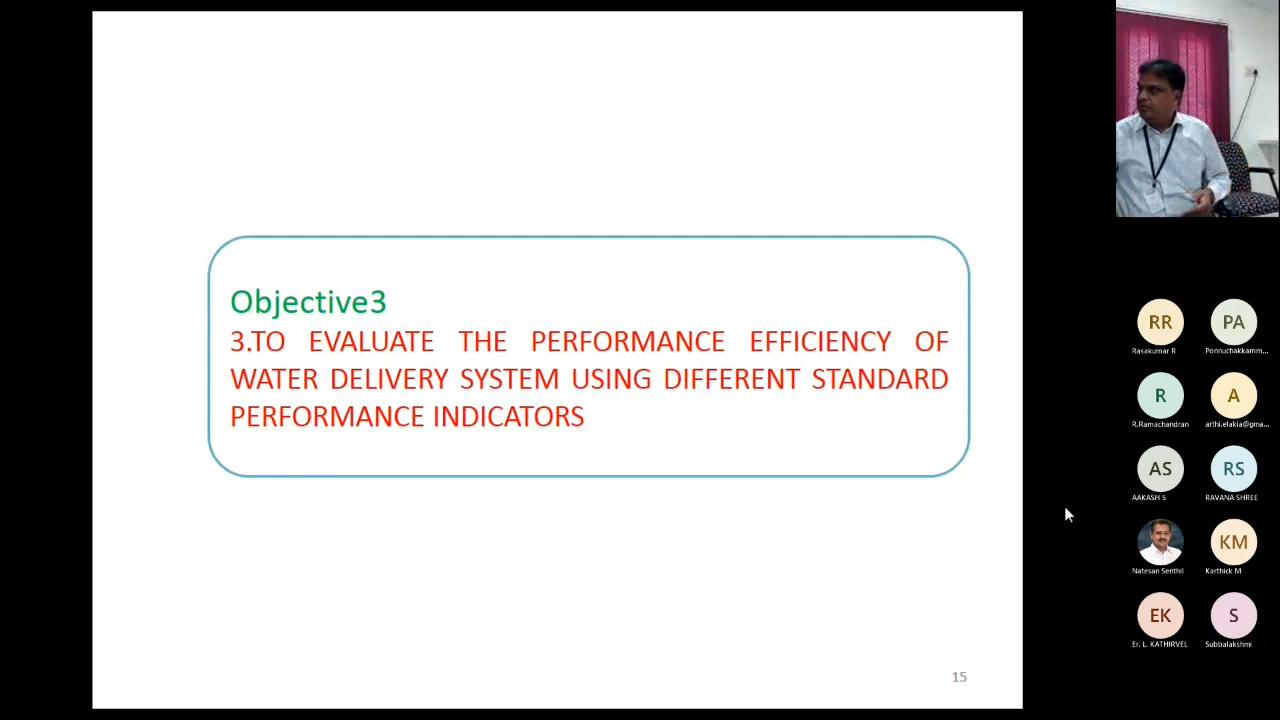 Objective3
3.TO EVALUATE THE PERFORMANCE EFFICIENCY OF
WATER DELIVERY SYSTEM USING DIFFERENT STANDARD
PERFORMANCE INDICATORS
15
RR
PA
Rasakumar R
Ponnuchakkamm...
R
A
R.Ramachandran
arthi.elakia@gma...
AS
RS
AAKASH S
RAVANA SHREE
KM
Natesan Senthil
Karthick M
EK
S
Er. L. KATHIRVEL
Subbalakshmi